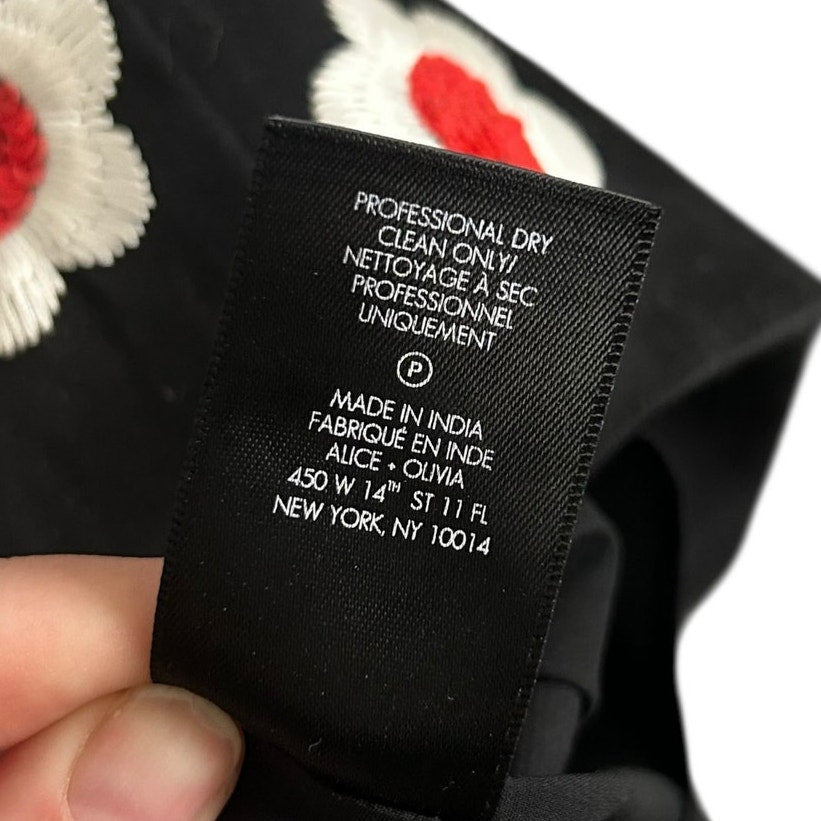 PROFESSIONAL DRY
CLEAN ONLY/
NETTOYAGE À SEC
PROFESSIONNEL
UNIQUEMENT
P
MADE IN INDIA
FABRIQUÉ EN INDE
ALICE + OLIVIA
450 W 14TH ST 11 FL
NEW YORK, NY 10014